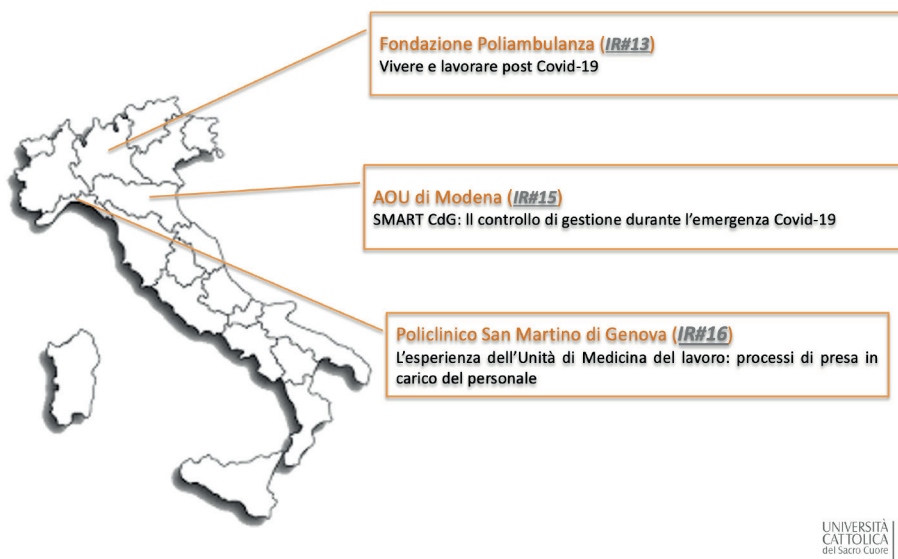 Fondazione Poliambulanza (IR#13)
Vivere e lavorare post Covid-19
AOU di Modena (IR#15)
SMART CdG: Il controllo di gestione durante l'emergenza Covid-19
Policlinico San Martino di Genova (IR#16)
L'esperienza dell'Unità di Medicina del lavoro: processi di presa in
carico del personale
UNIVERSITÀ
CATTOLICA
del Sacro Cuore